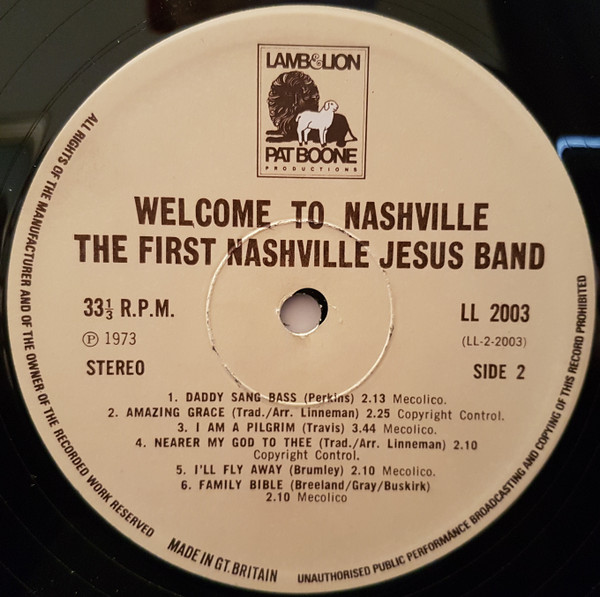 LAMB & LION
PAT BOONE
PRODUCTIONS
WELCOME TO NASHVILLE
THE FIRST NASHVILLE JESUS BAND
33⅓ R.P.M.
Ⓟ 1973
STEREO
LL 2003
(LL-2-2003)
SIDE 2
1. DADDY SANG BASS (Perkins) 2.13 Mecolico.
2. AMAZING GRACE (Trad./Arr. Linneman) 2.25 Copyright Control.
3. I AM A PILGRIM (Travis) 3.44 Mecolico.
4. NEARER MY GOD TO THEE (Trad./Arr. Linneman) 2.10
Copyright Control.
5. I'LL FLY AWAY (Brumley) 2.10 Mecolico.
6. FAMILY BIBLE (Breeland/Gray/Buskirk)
2.10 Mecolico
ALL RIGHTS OF THE MANUFACTURER AND OF THE OWNER OF THE RECORDED WORK RESERVED
MADE IN GT. BRITAIN
UNAUTHORISED PUBLIC PERFORMANCE BROADCASTING AND COPYING OF THIS RECORD PROHIBITED